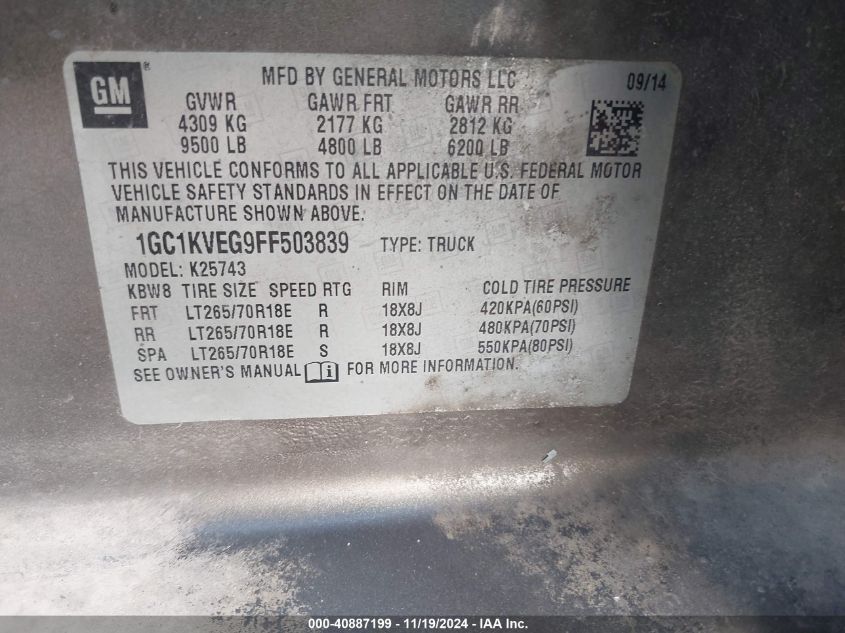 GM ®
MFD BY GENERAL MOTORS LLC 09/14
GVWR GAWR FRT GAWR RR
4309 KG 2177 KG 2812 KG
9500 LB 4800 LB 6200 LB
THIS VEHICLE CONFORMS TO ALL APPLICABLE U.S. FEDERAL MOTOR
VEHICLE SAFETY STANDARDS IN EFFECT ON THE DATE OF
MANUFACTURE SHOWN ABOVE.
1GC1KVEG9FF503839 TYPE: TRUCK
MODEL: K25743
KBW8 TIRE SIZE SPEED RTG RIM COLD TIRE PRESSURE
FRT LT265/70R18E R 18X8J 420KPA(60PSI)
RR LT265/70R18E R 18X8J 480KPA(70PSI)
SPA LT265/70R18E S 18X8J 550KPA(80PSI)
SEE OWNER'S MANUAL FOR MORE INFORMATION.
000-40887199 - 11/19/2024 - IAA Inc.